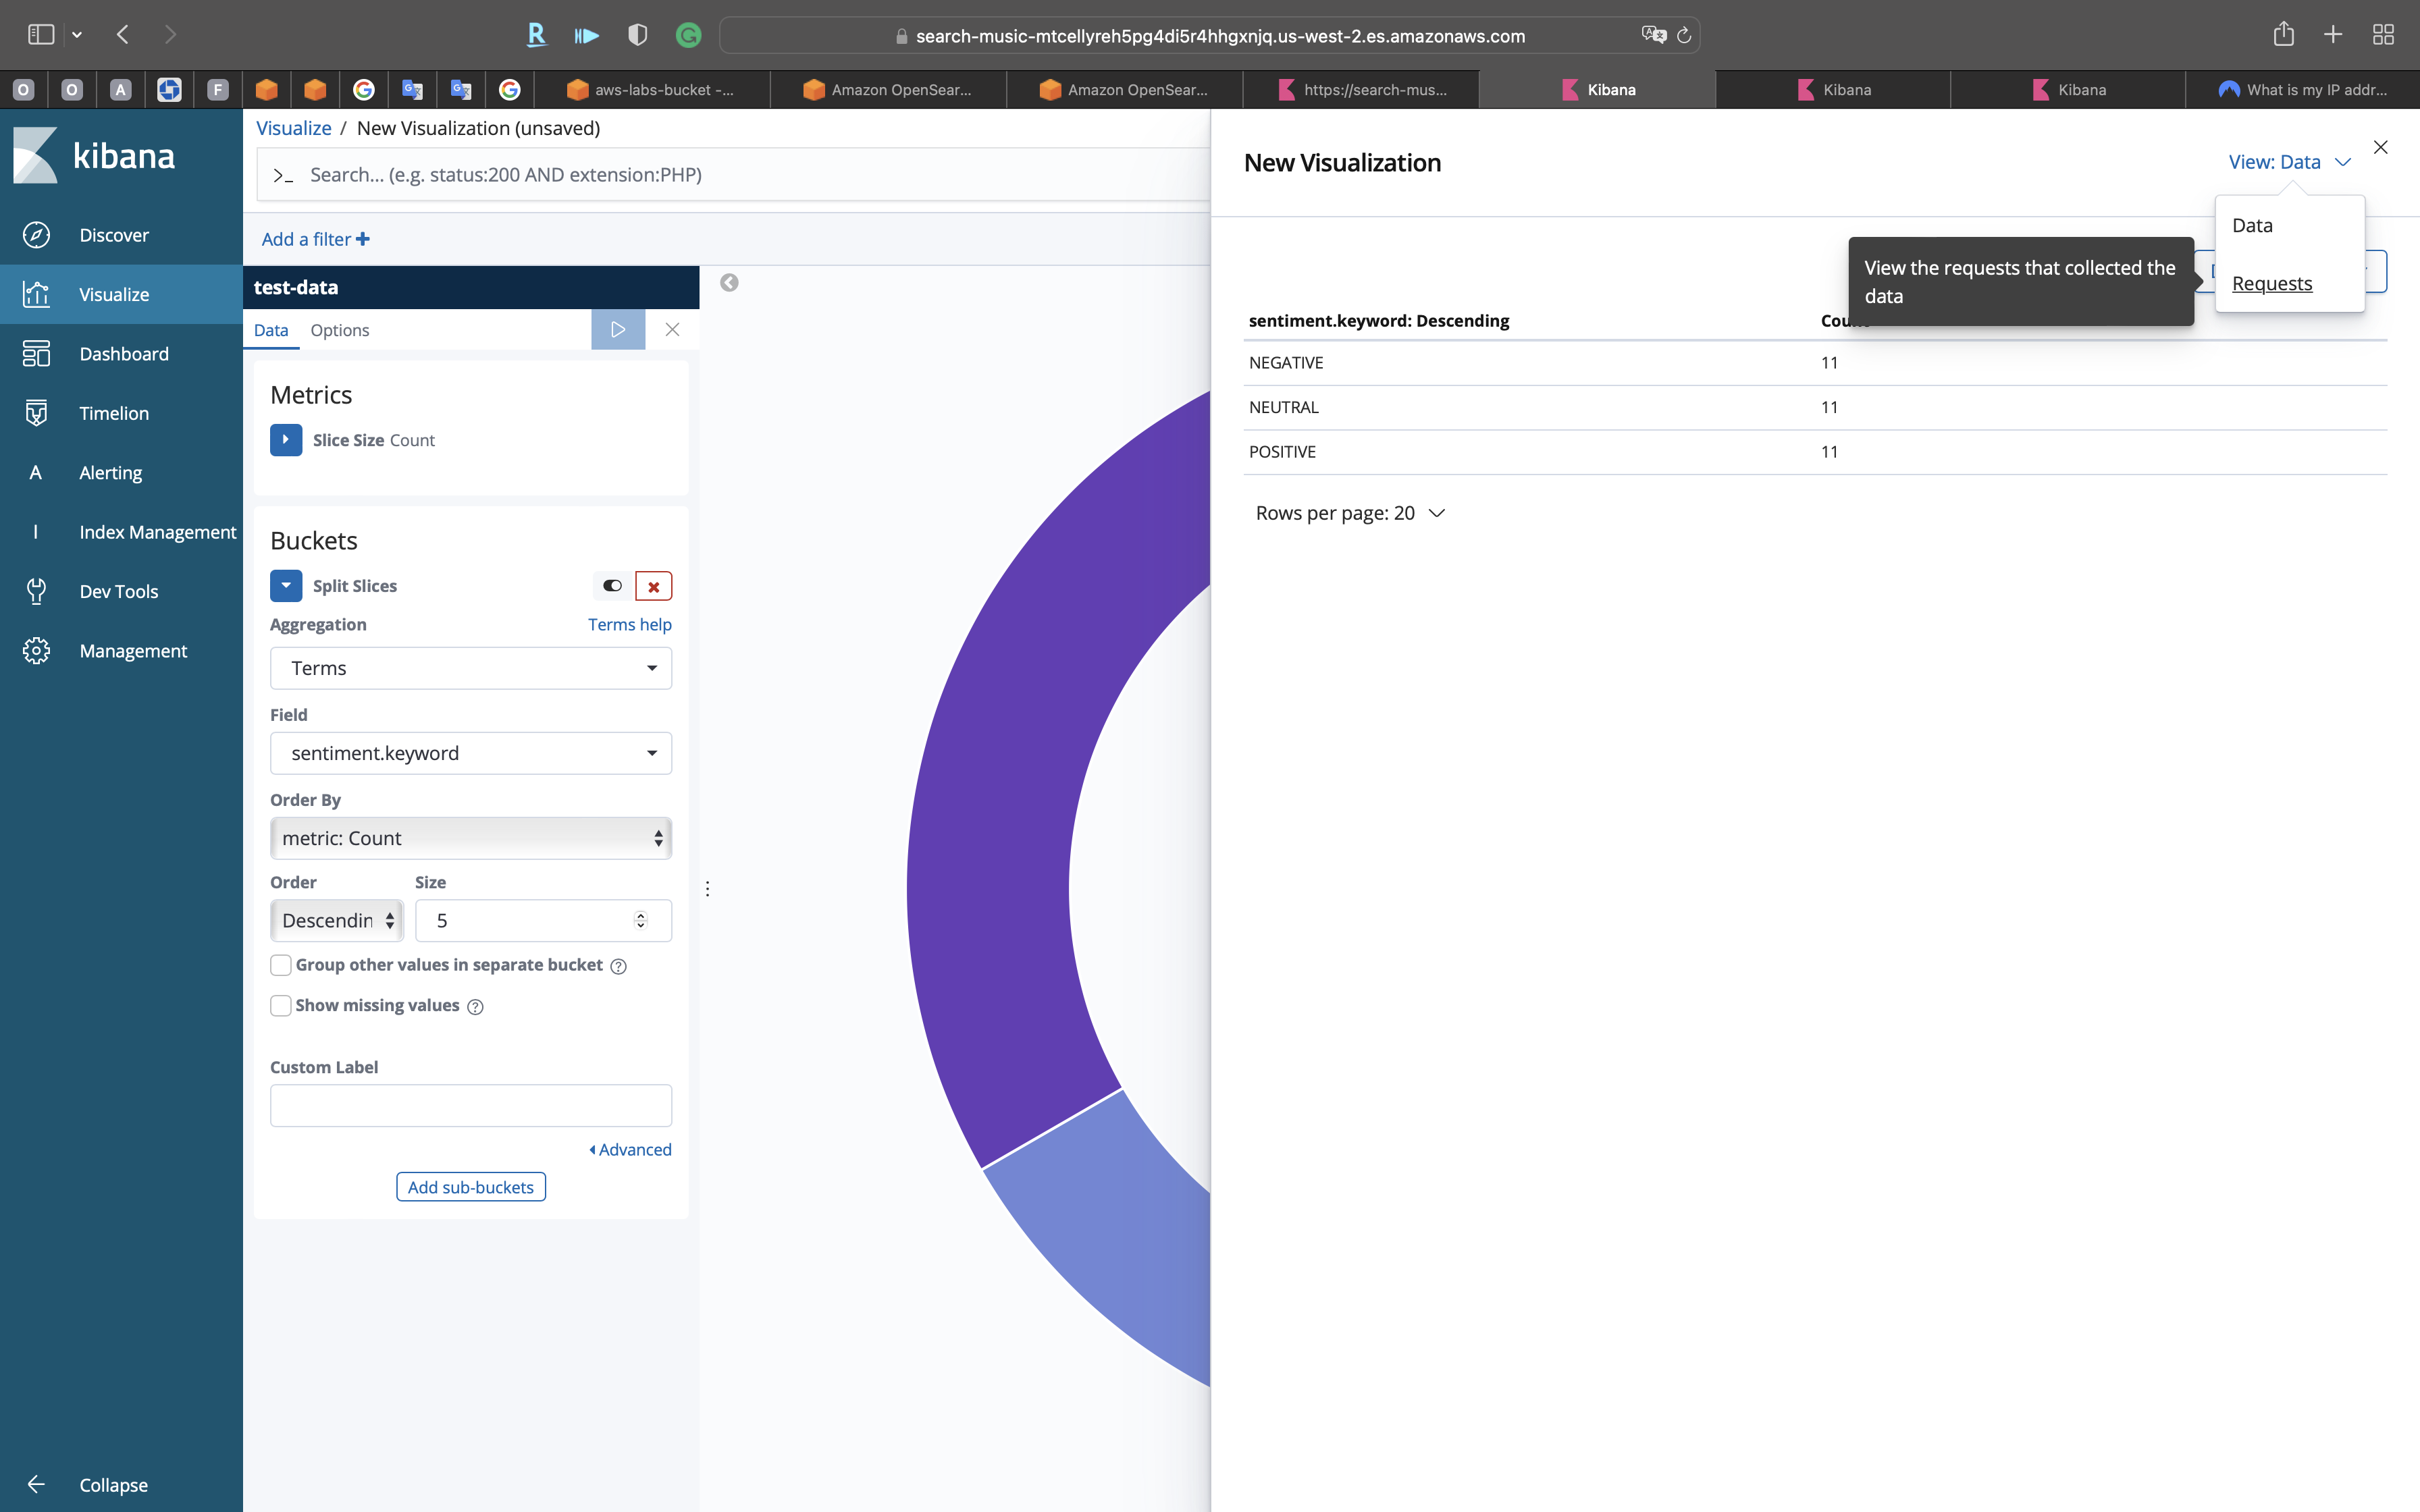 search-music-mtcellyreh5pg4di5r4hhgxnjq.us-west-2.es.amazonaws.com
O
O
A
F
aws-labs-bucket -...
Amazon OpenSear...
Amazon OpenSear...
https://search-mus...
Kibana
Kibana
Kibana
What is my IP addr...
kibana
Discover
Visualize
Dashboard
Timelion
A Alerting
I Index Management
Dev Tools
Management
Collapse
Visualize / New Visualization (unsaved)
>_ Search... (e.g. status:200 AND extension:PHP)
Add a filter +
test-data
Data Options
Metrics
Slice Size Count
Buckets
Split Slices
Aggregation Terms help
Terms
Field
sentiment.keyword
Order By
metric: Count
Order Size
Descendin 5
Group other values in separate bucket ?
Show missing values ?
Custom Label
Advanced
Add sub-buckets
New Visualization
View: Data
Data
Requests
View the requests that collected the
data
sentiment.keyword: Descending
NEGATIVE 11
NEUTRAL 11
POSITIVE 11
Rows per page: 20